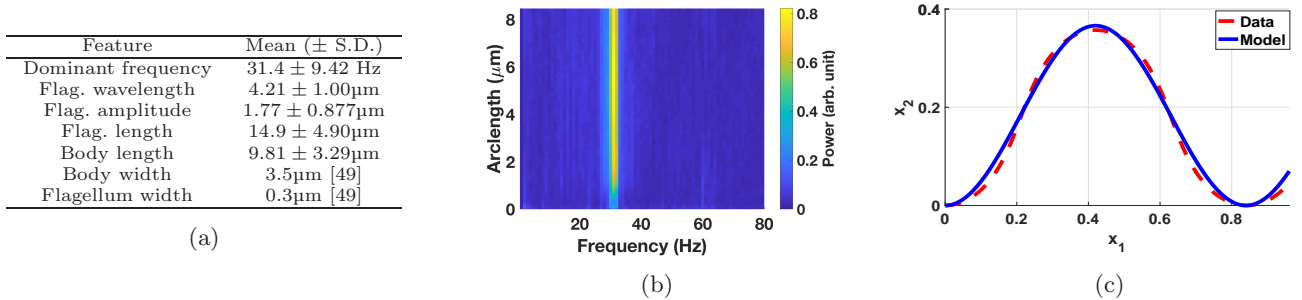 Feature Mean (± S.D.)
Dominant frequency 31.4 ± 9.42 Hz
Flag. wavelength 4.21 ± 1.00µm
Flag. amplitude 1.77 ± 0.877µm
Flag. length 14.9 ± 4.90µm
Body length 9.81 ± 3.29µm
Body width 3.5µm [49]
Flagellum width 0.3µm [49]
(a)
Arclength (μm)
8
6
4
2
0
20 40 60 80
Frequency (Hz)
0.8
0.6
0.4
0.2
0
Power (arb. unit)
(b)
x_2
0.4
0.2
0
0 0.2 0.4 0.6 0.8
x_1
Data
Model
(c)